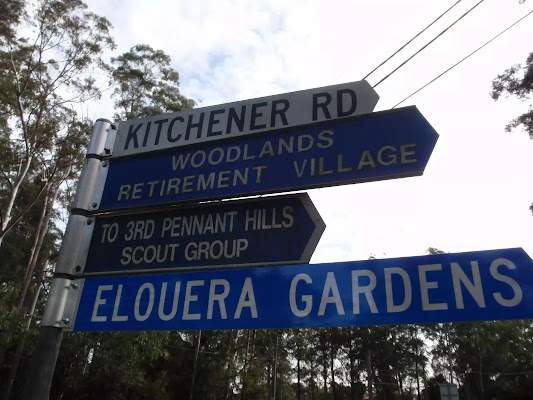 KITCHENER RD
WOODLANDS
RETIREMENT VILLAGE
TO 3RD PENNANT HILLS
SCOUT GROUP
ELOUERA GARDENS